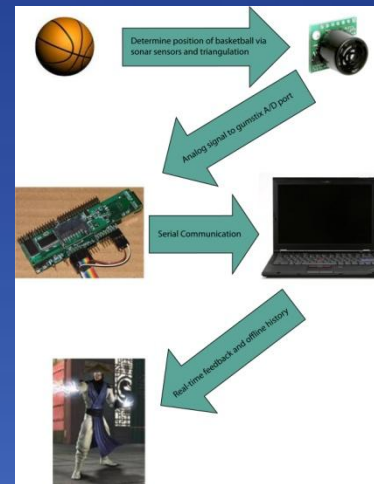 Determine position of basketball via
sonar sensors and triangulation
Analog signal to gumstix A/D port
Serial Communication
Real-time feedback and offline history